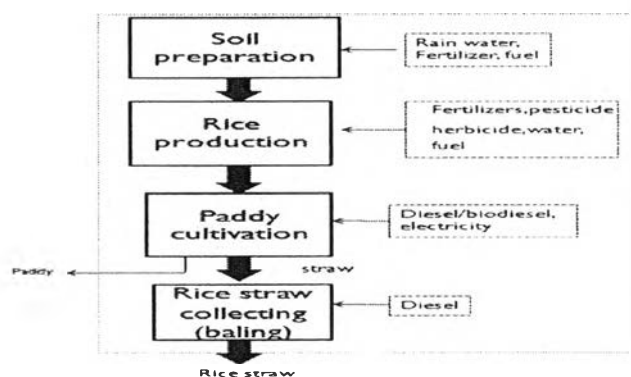 Soil
preparation
Rain water,
Fertilizer, fuel
Rice
production
Fertilizers,pesticide
herbicide,water,
fuel
Paddy
cultivation
Diesel/biodiesel,
electricity
Paddy
straw
Rice straw
collecting
(baling)
Diesel
Rice straw